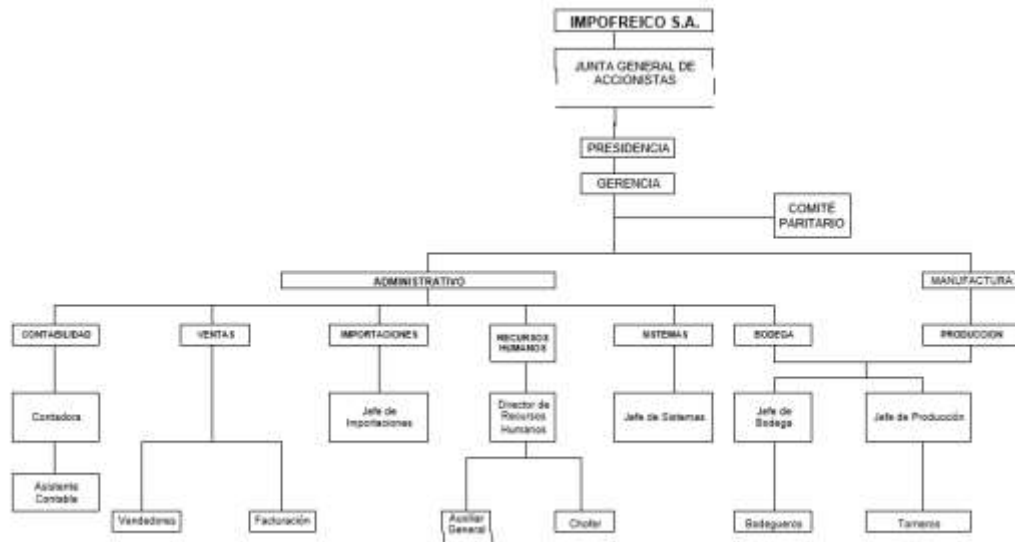 IMPOFREICO S.A.
JUNTA GENERAL DE
ACCIONISTAS
PRESIDENCIA
GERENCIA
COMITÉ
PARITARIO
ADMINISTRATIVO
MANUFACTURA
CONTABILIDAD
VENTAS
IMPORTACIONES
RECURSOS
HUMANOS
SISTEMAS
BODEGA
PRODUCCION
Contadora
Jefe de
Importaciones
Director de
Recursos
Humanos
Jefe de Sistemas
Jefe de
Bodega
Jefe de Producción
Asistente
Contable
Vendedores
Facturación
Auxiliar
General
Chofer
Bodegueros
Torneros